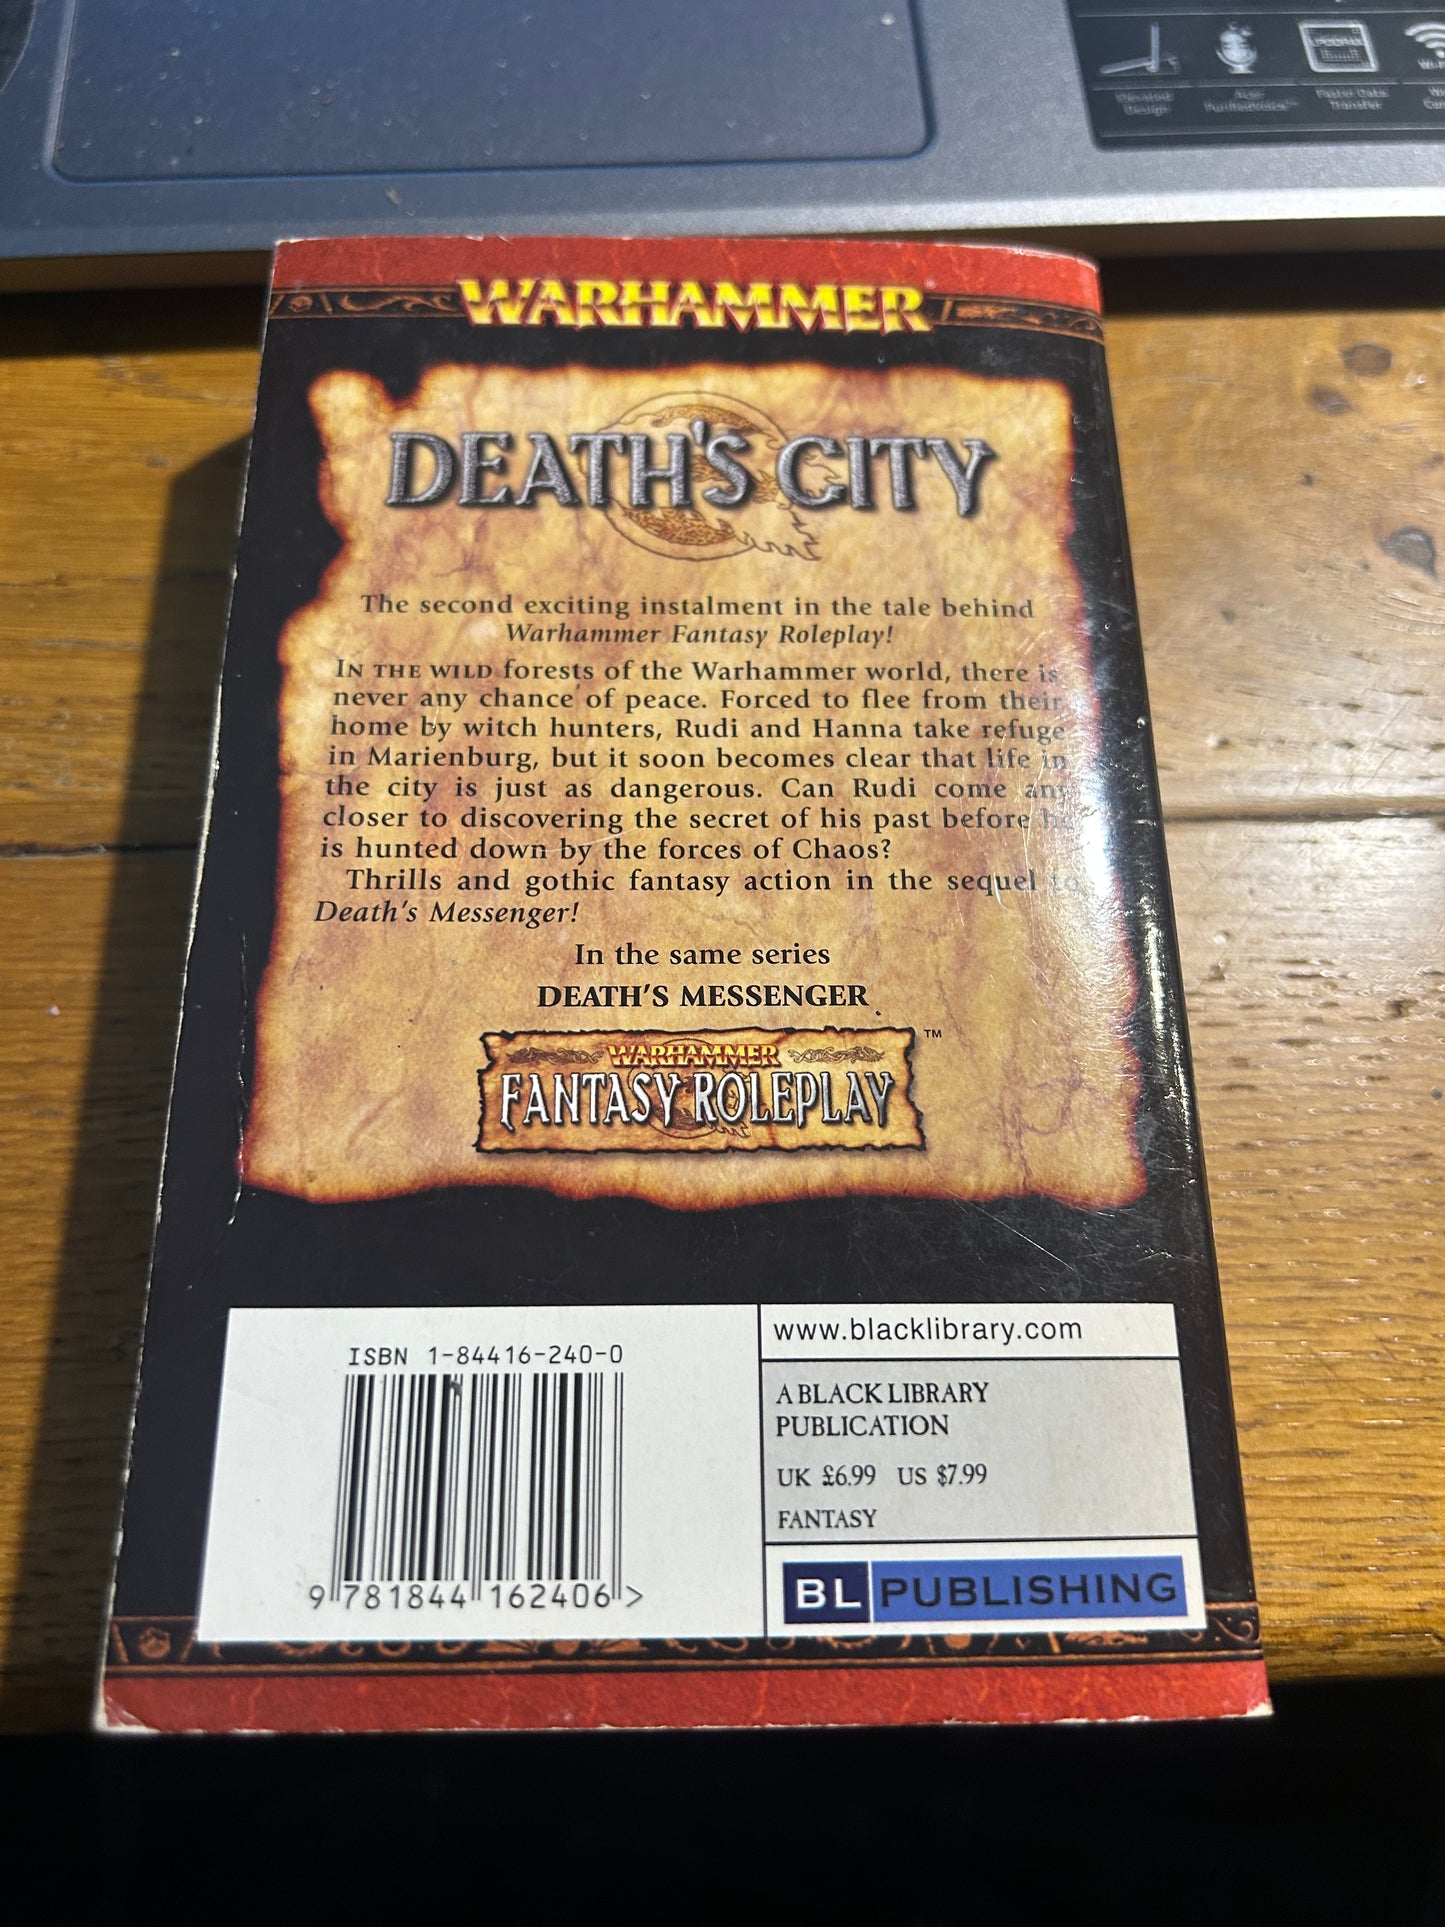 Elevated
Design
Faster Data
Transfer
WARHAMMER
DEATH'S CITY
The second exciting instalment in the tale behind
Warhammer Fantasy Roleplay!
IN THE WILD forests of the Warhammer world, there is
never any chance of peace. Forced to flee from their
home by witch hunters, Rudi and Hanna take refuge
in Marienburg, but it soon becomes clear that life in
the city is just as dangerous. Can Rudi come any
closer to discovering the secret of his past before he
is hunted down by the forces of Chaos?
Thrills and gothic fantasy action in the sequel to
Death's Messenger!
In the same series
DEATH'S MESSENGER
WARHAMMER ™
FANTASY ROLEPLAY
ISBN 1-84416-240-0
9 781844 162406 >
www.blacklibrary.com
A BLACK LIBRARY
PUBLICATION
UK £6.99 US $7.99
FANTASY
BL PUBLISHING